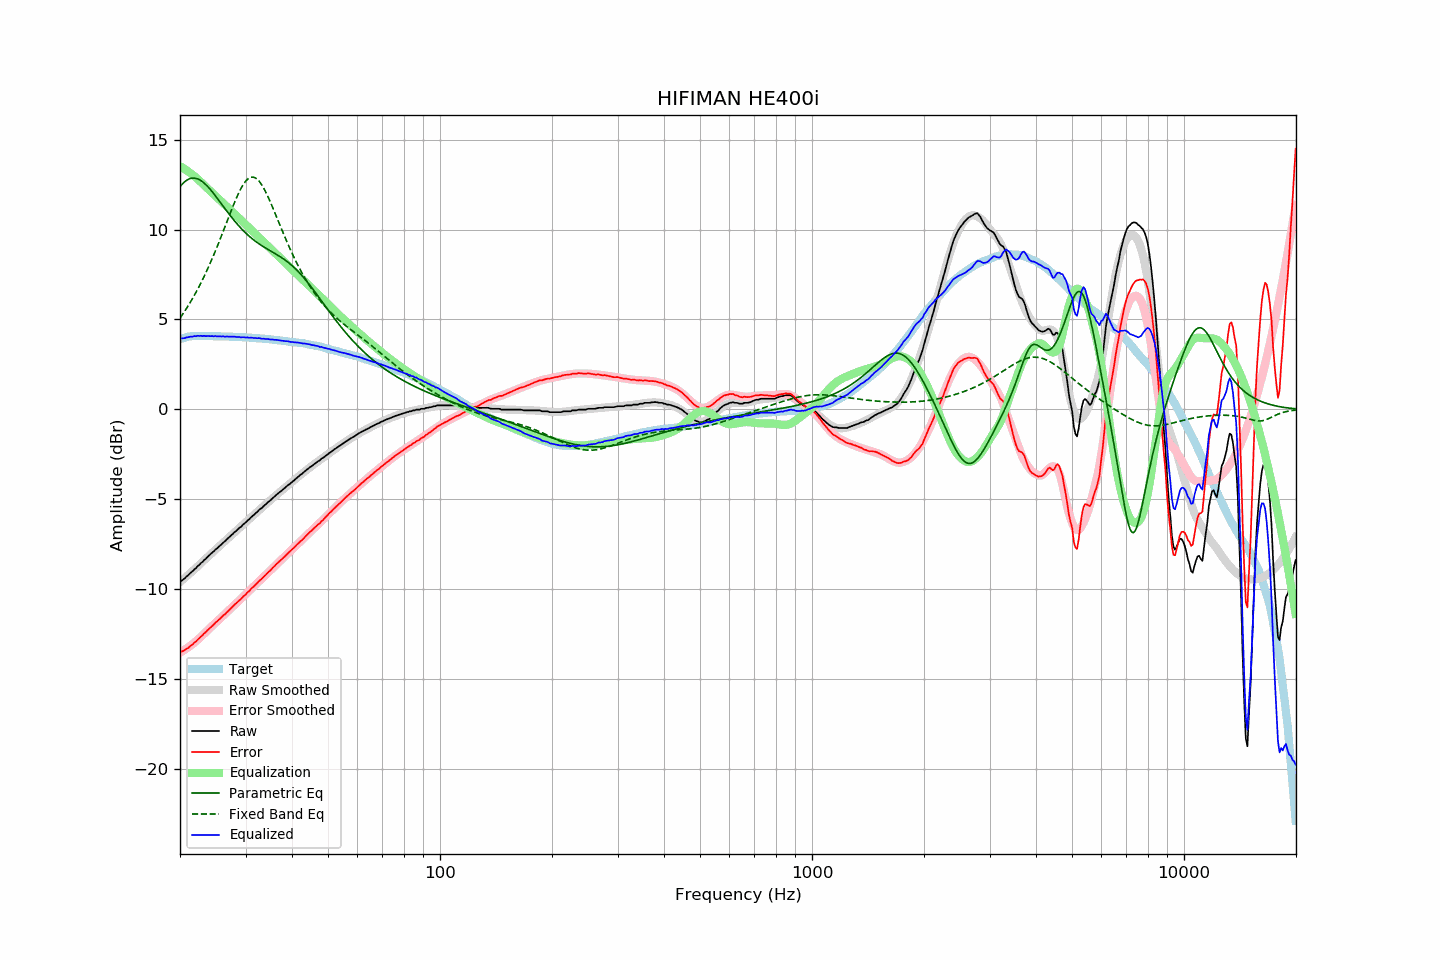 HIFIMAN HE400i
15
10
5
0
−5
−10
−15
−20
Amplitude (dBr)
Target
Raw Smoothed
Error Smoothed
Raw
Error
Equalization
Parametric Eq
Fixed Band Eq
Equalized
100 1000 10000
Frequency (Hz)